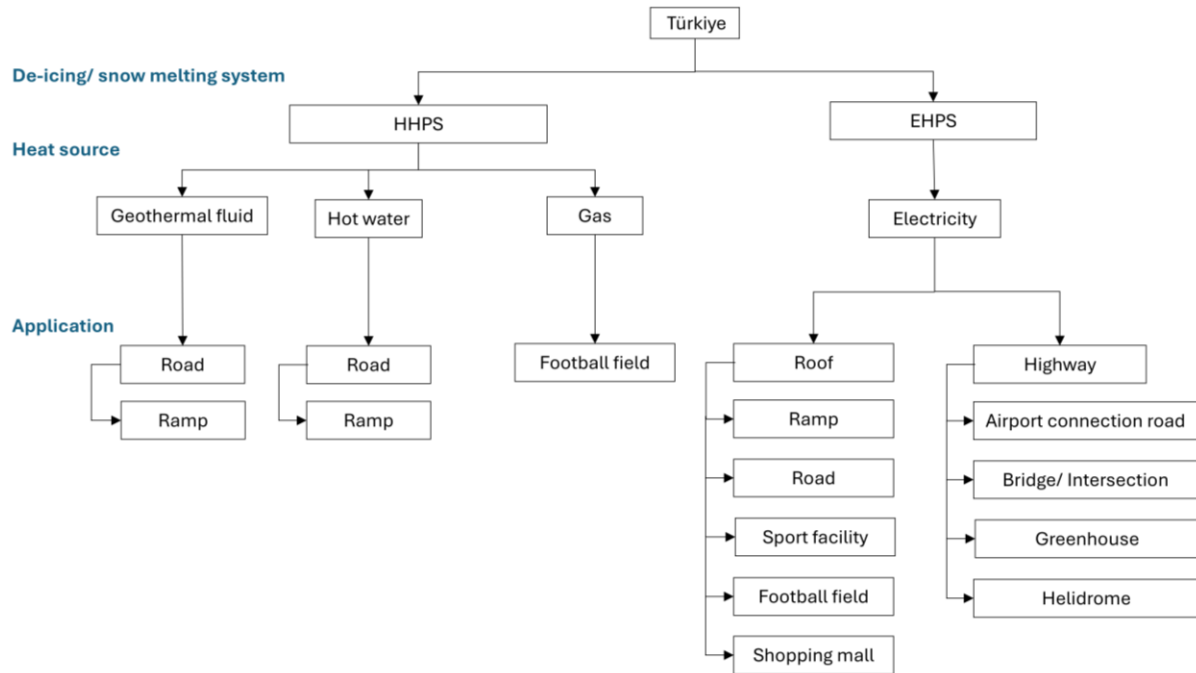 Türkiye
De-icing/ snow melting system
HHPS
EHPS
Heat source
Geothermal fluid
Hot water
Gas
Electricity
Application
Road
Road
Football field
Roof
Highway
Ramp
Ramp
Ramp
Airport connection road
Road
Bridge/ Intersection
Sport facility
Greenhouse
Football field
Helidrome
Shopping mall